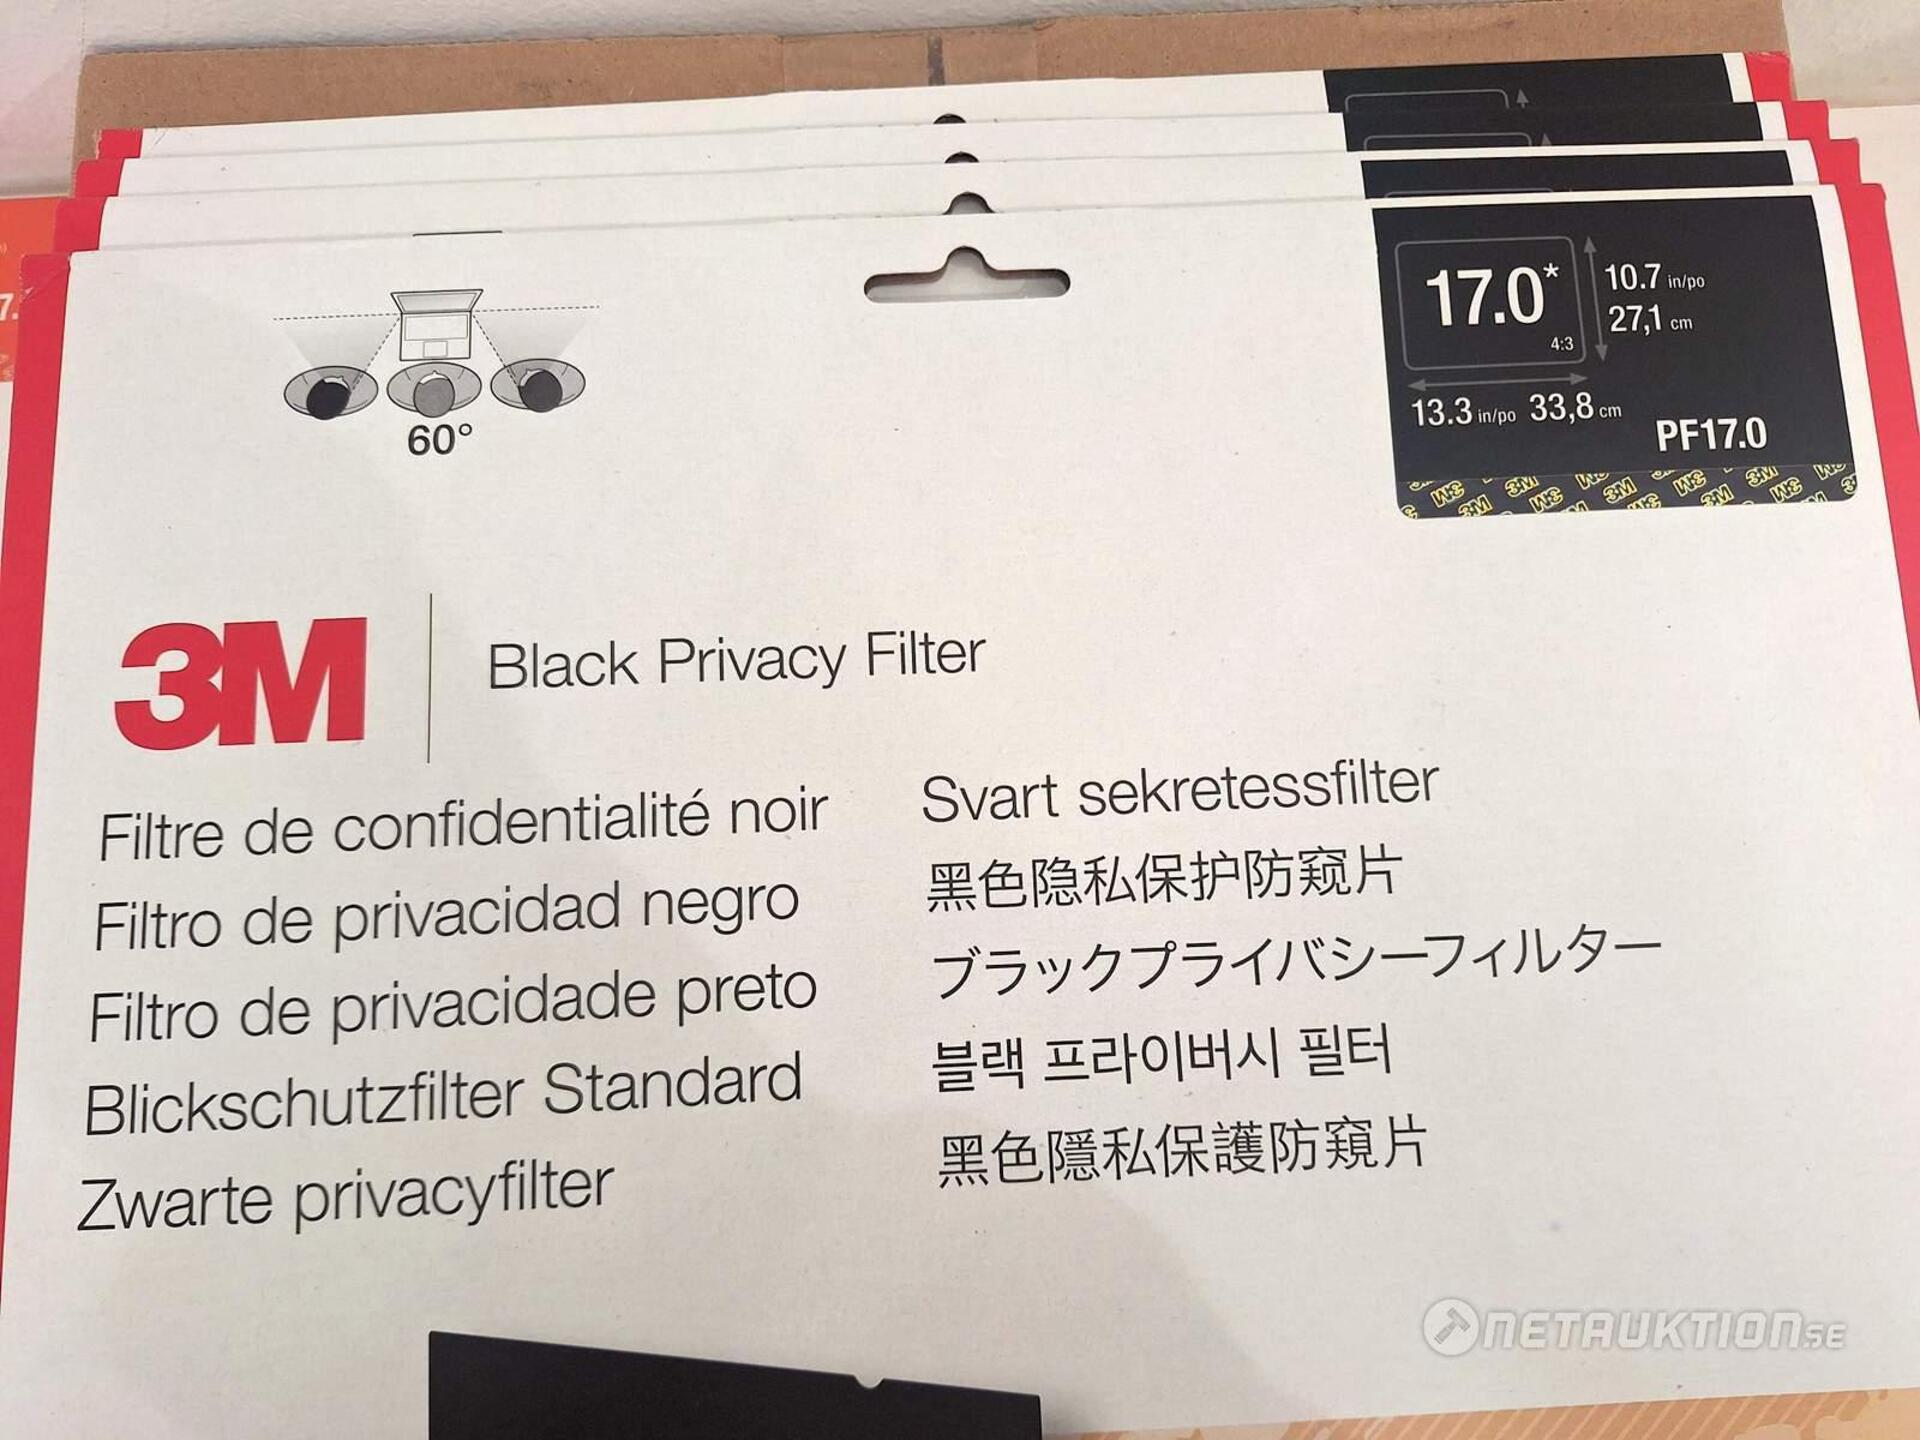 17.0*
4:3
10.7 in/po
27,1 cm
13.3 in/po 33,8 cm
PF17.0
60°
3M
Black Privacy Filter
Filtre de confidentialité noir
Filtro de privacidad negro
Filtro de privacidade preto
Blickschutzfilter Standard
Zwarte privacyfilter
Svart sekretessfilter
黑色隐私保护防窥片
ブラックプライバシーフィルター
블랙 프라이버시 필터
黑色隱私保護防窺片
NETAUKTION.SE